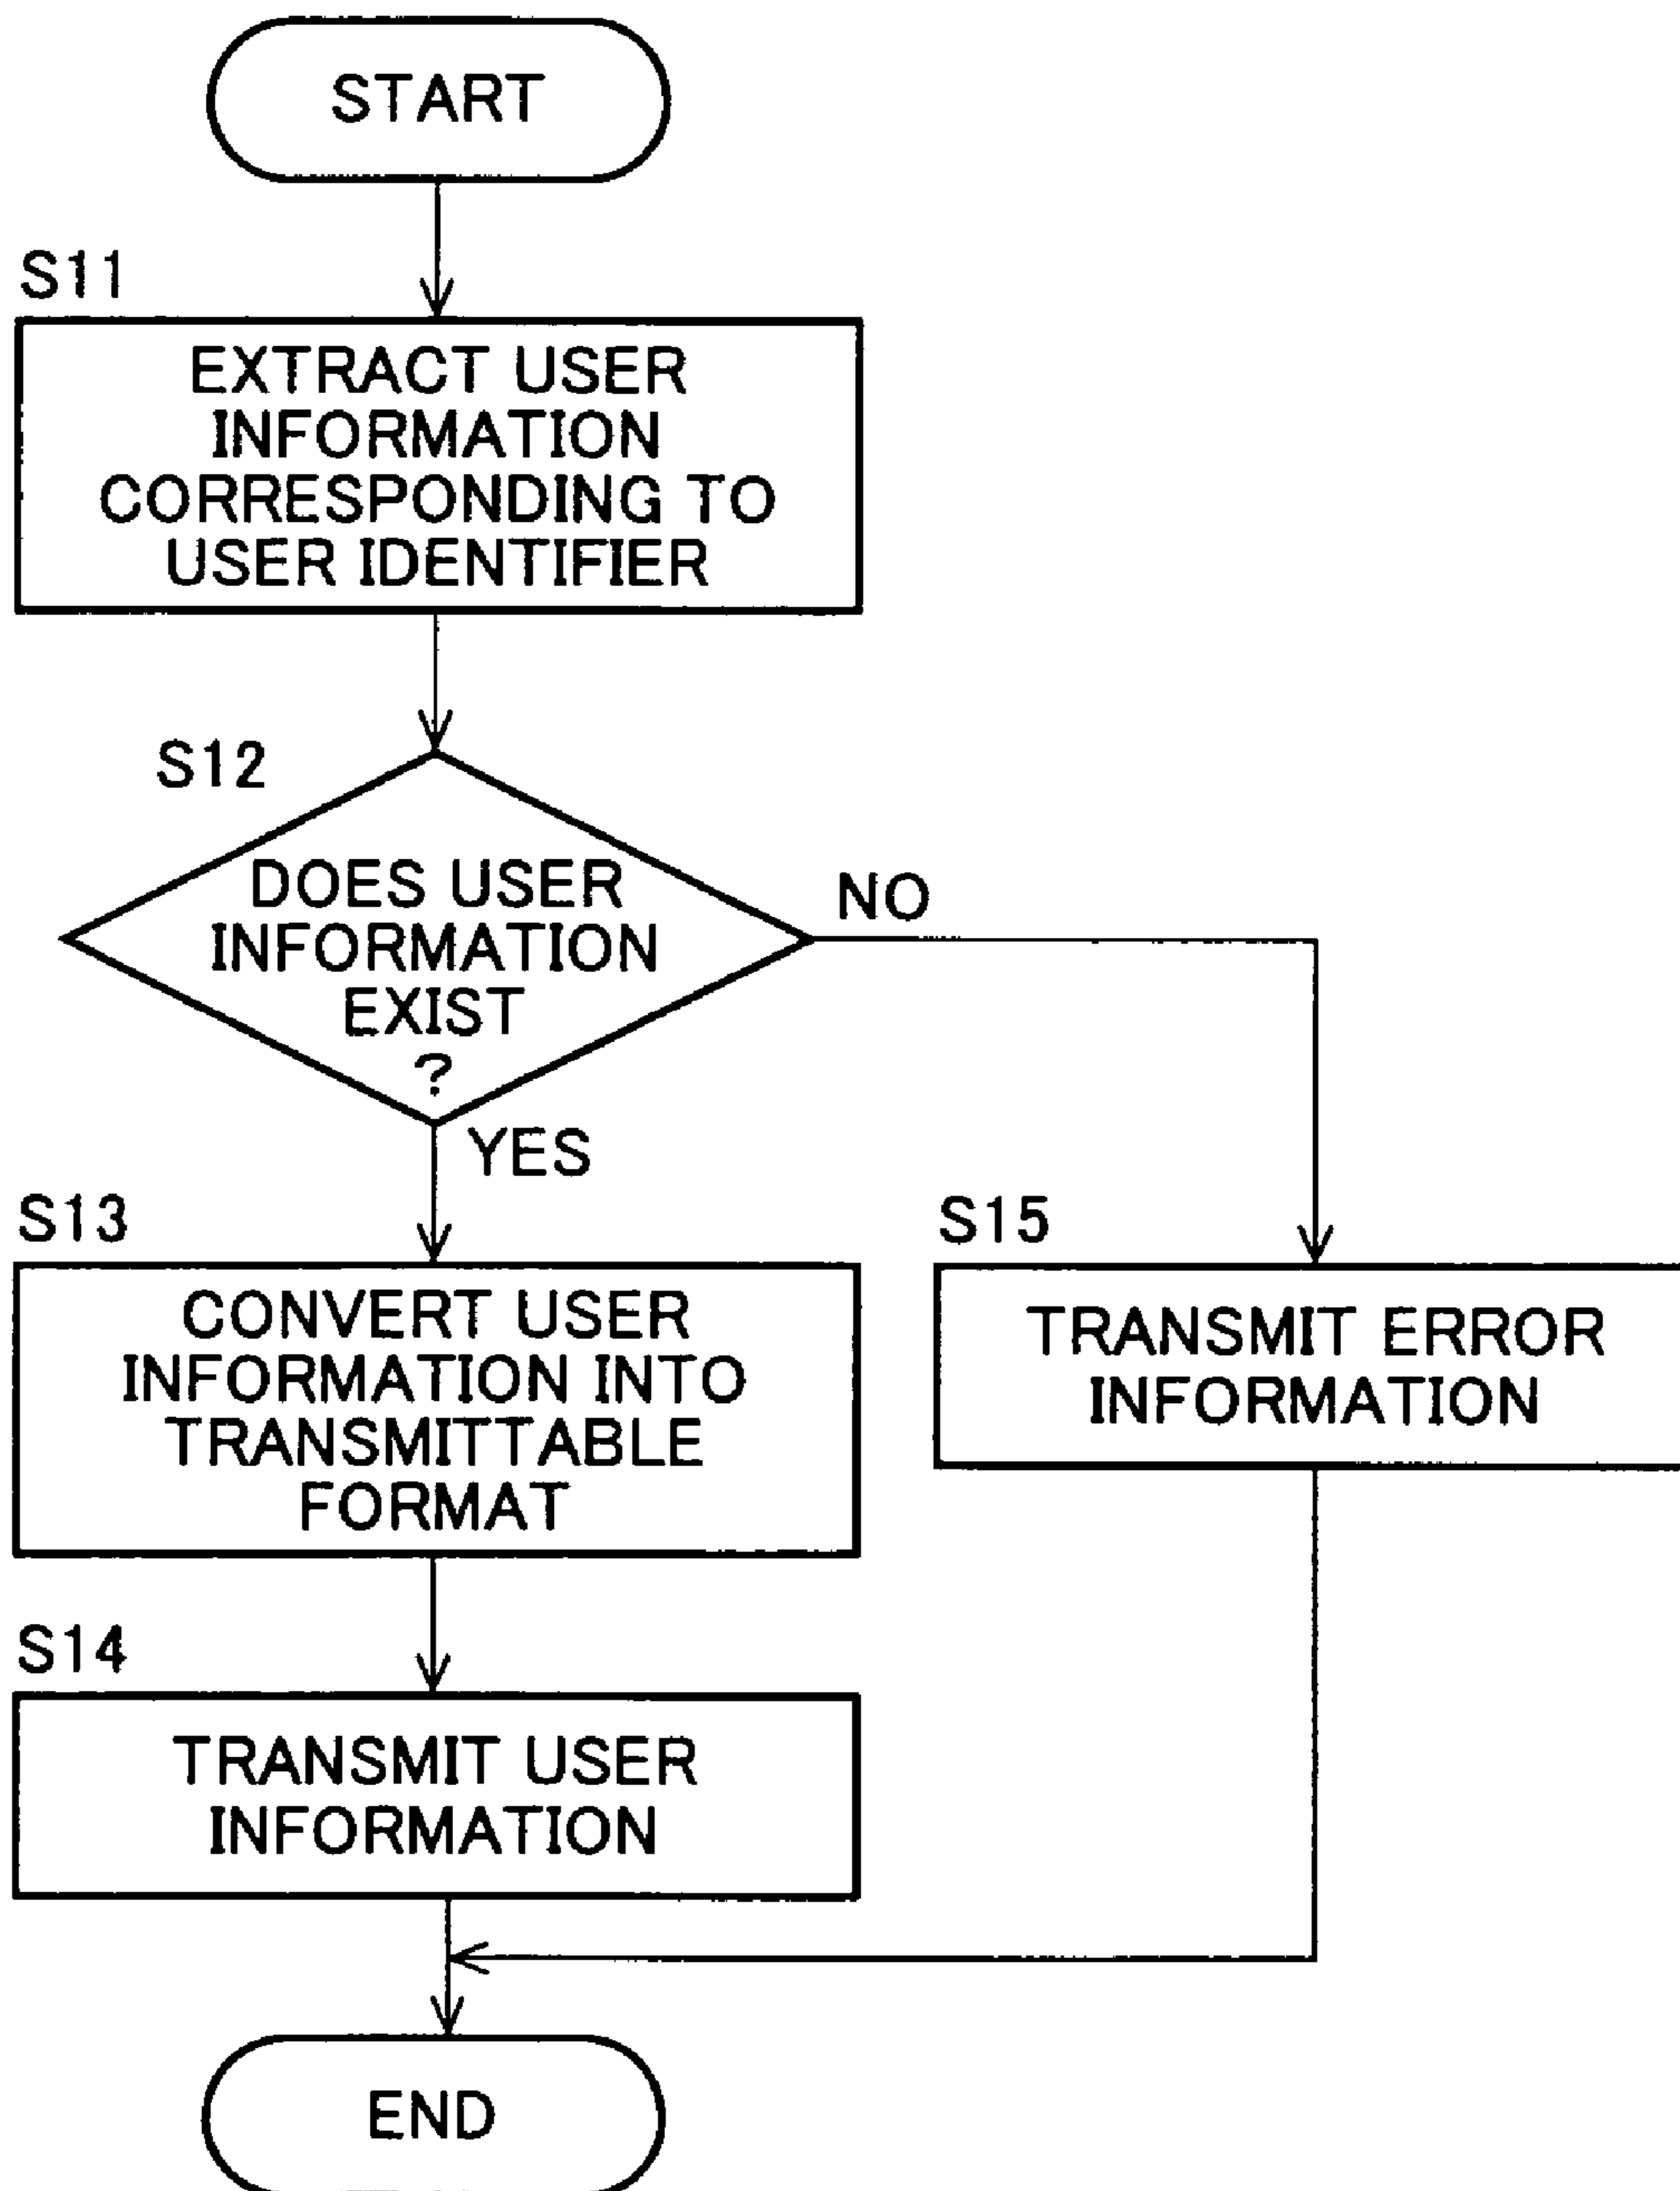 START
S11
EXTRACT USER
INFORMATION
CORRESPONDING TO
USER IDENTIFIER
S12
DOES USER
INFORMATION
EXIST
?
NO
YES
S13
CONVERT USER
INFORMATION INTO
TRANSMITTABLE
FORMAT
S15
TRANSMIT ERROR
INFORMATION
S14
TRANSMIT USER
INFORMATION
END